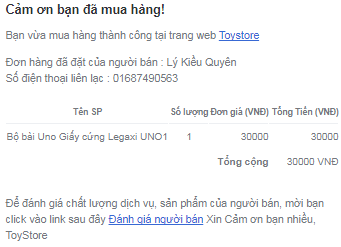 Cảm ơn bạn đã mua hàng!
Bạn vừa mua hàng thành công tại trang web Toystore
Đơn hàng đã đặt của người bán : Lý Kiều Quyên
Số điện thoại liên lạc : 01687490563
Tên SP Số lượng Đơn giá (VNĐ) Tổng Tiền (VNĐ)
Bộ bài Uno Giấy cứng Legaxi UNO1 1 30000 30000
Tổng cộng 30000 VNĐ
Để đánh giá chất lượng dịch vụ, sản phẩm của người bán, mời bạn
click vào link sau đây Đánh giá người bán Xin Cảm ơn bạn nhiều,
ToyStore